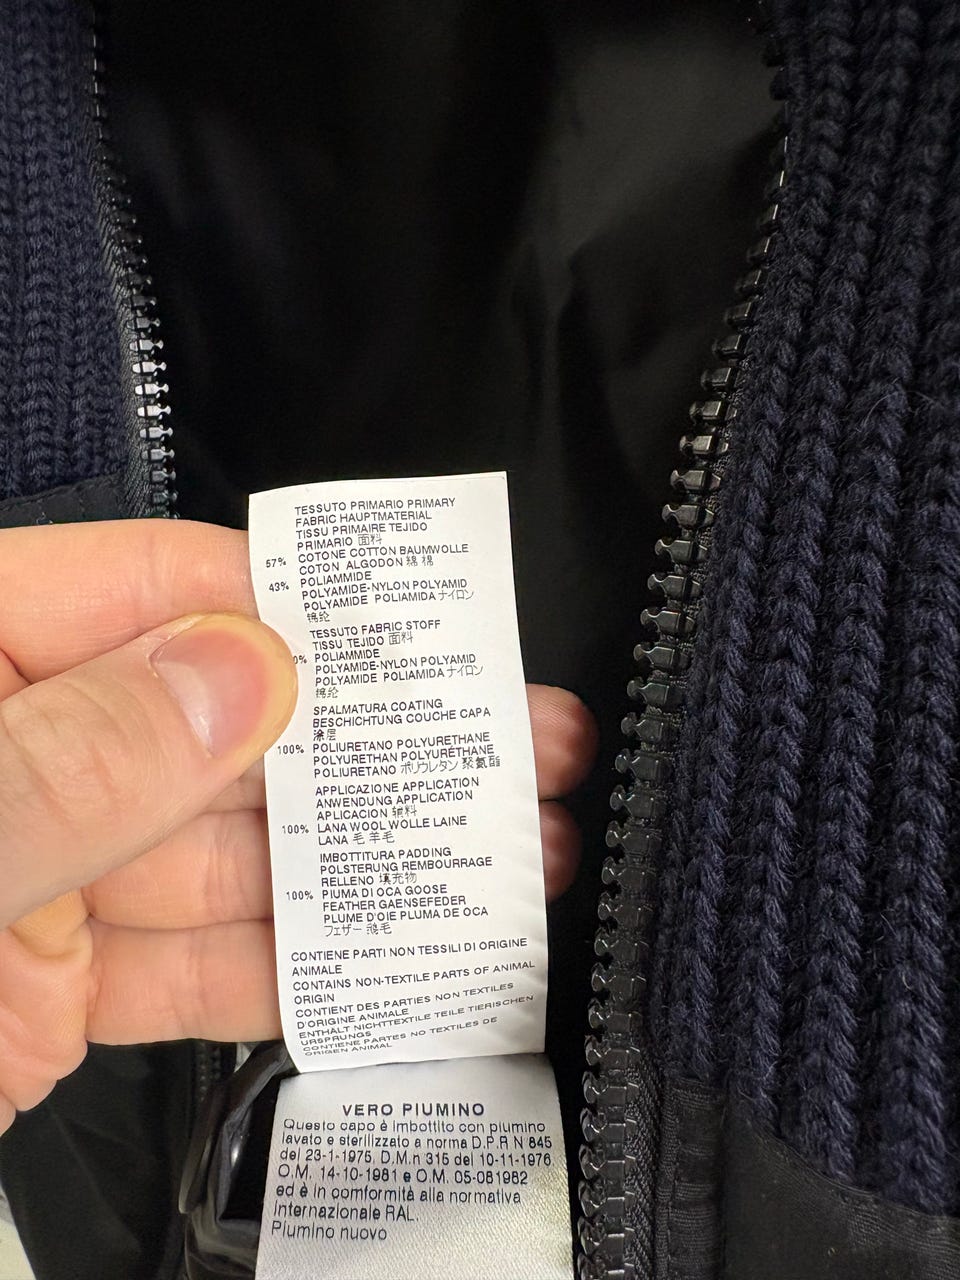 TESSUTO PRIMARIO PRIMARY
FABRIC HAUPTMATERIAL
TISSU PRIMAIRE TEJIDO
PRIMARIO 面料
57% COTONE COTTON BAUMWOLLE
COTON ALGODON 綿 棉
43% POLIAMMIDE
POLYAMIDE-NYLON POLYAMID
POLYAMIDE POLIAMIDA ナイロン
锦纶
TESSUTO FABRIC STOFF
TISSU TEJIDO 面料
0% POLIAMMIDE
POLYAMIDE-NYLON POLYAMID
POLYAMIDE POLIAMIDA ナイロン
锦纶
SPALMATURA COATING
BESCHICHTUNG COUCHE CAPA
涂层
100% POLIURETANO POLYURETHANE
POLYURETHAN POLYURÉTHANE
POLIURETANO ポリウレタン 聚氨酯
APPLICAZIONE APPLICATION
ANWENDUNG APPLICATION
APLICACION 辅料
100% LANA WOOL WOLLE LAINE
LANA 毛 羊毛
IMBOTTITURA PADDING
POLSTERUNG REMBOURRAGE
RELLENO 填充物
100% PIUMA DI OCA GOOSE
FEATHER GAENSEFEDER
PLUME D'OIE PLUMA DE OCA
フェザー 鹅毛
CONTIENE PARTI NON TESSILI DI ORIGINE
ANIMALE
CONTAINS NON-TEXTILE PARTS OF ANIMAL
ORIGIN
CONTIENT DES PARTIES NON TEXTILES
D'ORIGINE ANIMALE
ENTHÄLT NICHTTEXTILE TEILE TIERISCHEN
URSPRUNGS
CONTIENE PARTES NO TEXTILES DE
ORIGEN ANIMAL
VERO PIUMINO
Questo capo è imbottito con piumino
lavato e sterilizzato a norma D.P.R N 845
del 23-1-1975, D.M.n 315 del 10-11-1976
O.M. 14-10-1981 e O.M. 05-081982
ed è in comformità alla normativa
Internazionale RAL.
Piumino nuovo